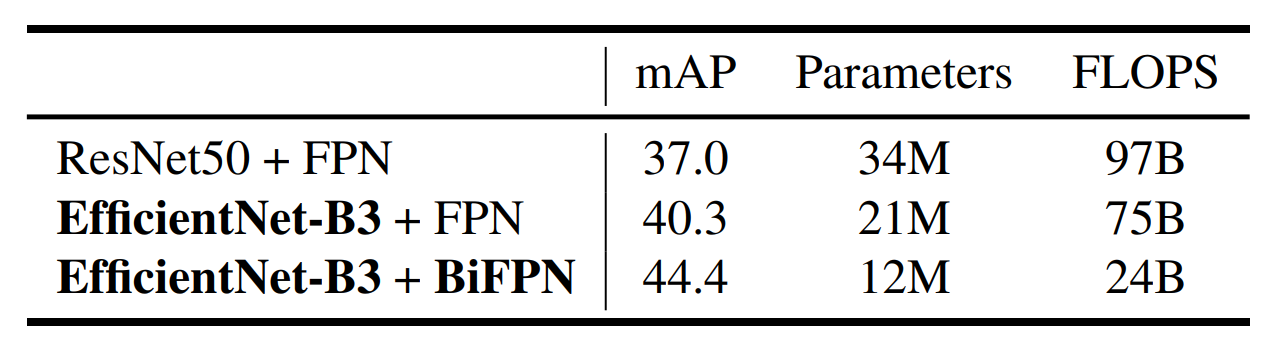 mAP Parameters FLOPS
ResNet50 + FPN 37.0 34M 97B
EfficientNet-B3 + FPN 40.3 21M 75B
EfficientNet-B3 + BiFPN 44.4 12M 24B